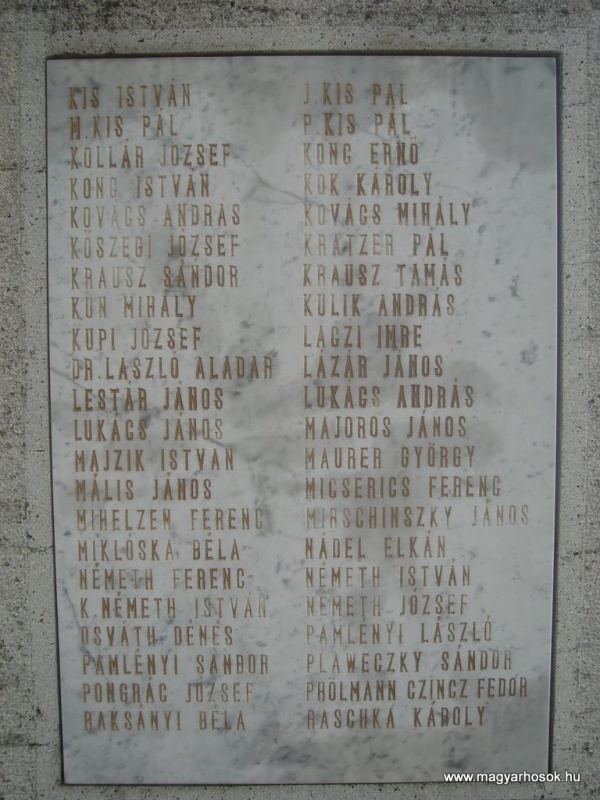 KIS ISTVÁN
M.KIS PÁL
KOLLÁR JÓZSEF
KONC ISTVÁN
KOVÁCS ANDRÁS
KŐSZEGI JÓZSEF
KRAUSZ SÁNDOR
KUN MIHÁLY
KUPI JÓZSEF
DR.LÁSZLÓ ALADÁR
LESTÁR JÁNOS
LUKÁCS JÁNOS
MAJZIK ISTVÁN
MÁLIS JÁNOS
MIHELZEN FERENC
MIKLÓSKA BÉLA
NÉMETH FERENC
K.NÉMETH ISTVÁN
OSVÁTH DÉNES
PAMLÉNYI SÁNDOR
PONGRÁC JÓZSEF
RAKSÁNYI BÉLA
J.KIS PÁL
P.KIS PÁL
KONC ERNŐ
KOK KÁROLY
KOVÁCS MIHÁLY
KRATZER PÁL
KRAUSZ TAMÁS
KULIK ANDRÁS
LACZI IMRE
LÁZÁR JÁNOS
LUKÁCS ANDRÁS
MAJOROS JÁNOS
MAURER GYÖRGY
MICSERICS FERENC
MIRSCHINSZKY JÁNOS
NÁDEL ELKÁN
NÉMETH ISTVÁN
NÉMETH JÓZSEF
PAMLÉNYI LÁSZLÓ
PLAWECZKY SÁNDOR
PHÖLMANN CZINCZ FEDOR
RASCHKA KÁROLY
www.magyarhosok.hu